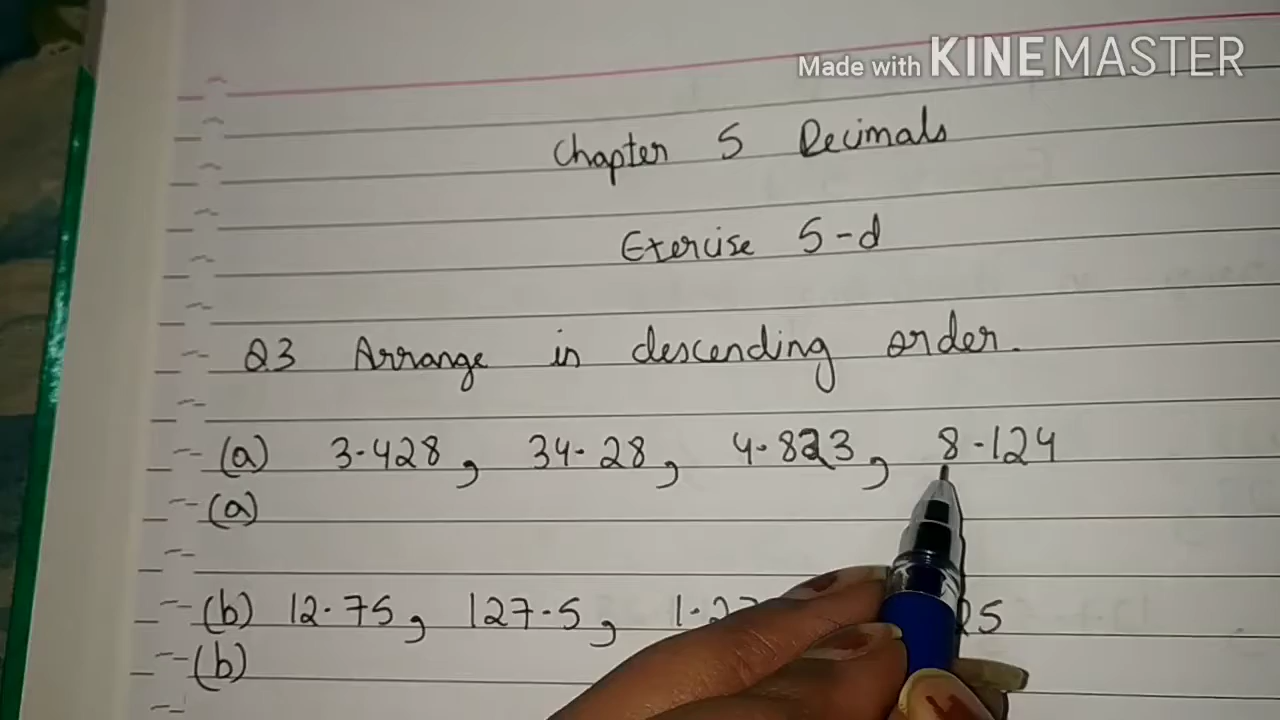 Made with KINEMASTER
Chapter 5 Decimals
Exercise 5-d
Q3 Arrange in descending order.
(a) 3.428, 34.28, 4.823, 8.124
(a)
(b) 12.75, 127.5,
(b)